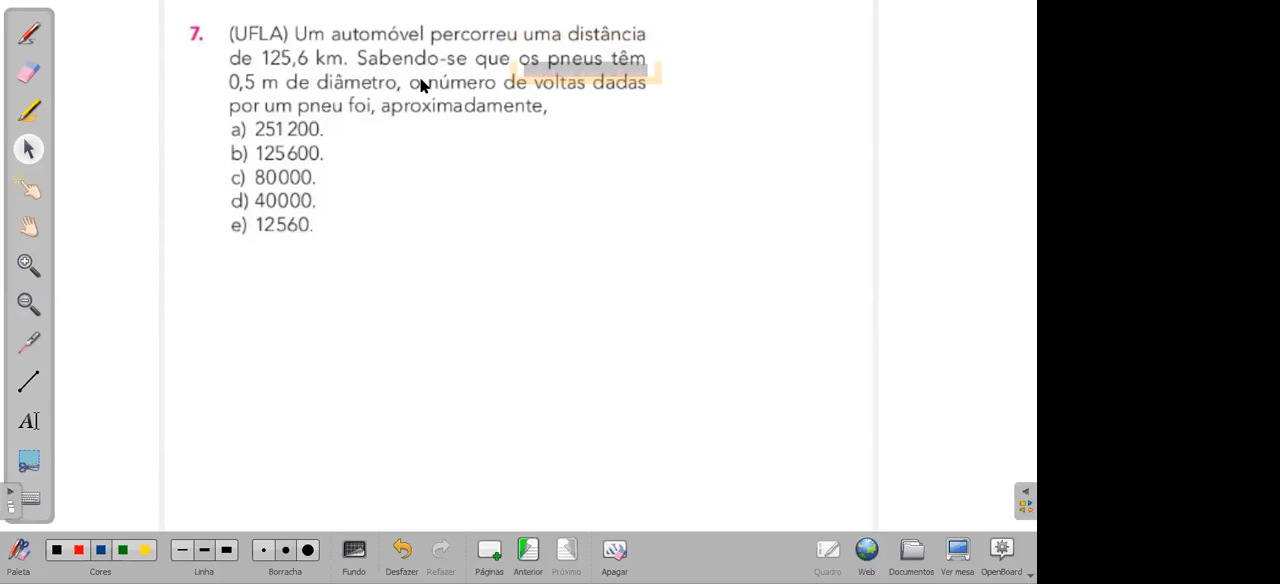 7. (UFLA) Um automóvel percorreu uma distância
de 125,6 km. Sabendo-se que os pneus têm
0,5 m de diâmetro, o número de voltas dadas
por um pneu foi, aproximadamente,
a) 251 200.
b) 125 600.
c) 80 000.
d) 40 000.
e) 12 560.
Paleta
Cores
Linha
Borracha
Fundo
Desfazer
Refazer
Páginas
Anterior
Próximo
Apagar
Quadro
Web
Documentos
Ver mesa
OpenBoard